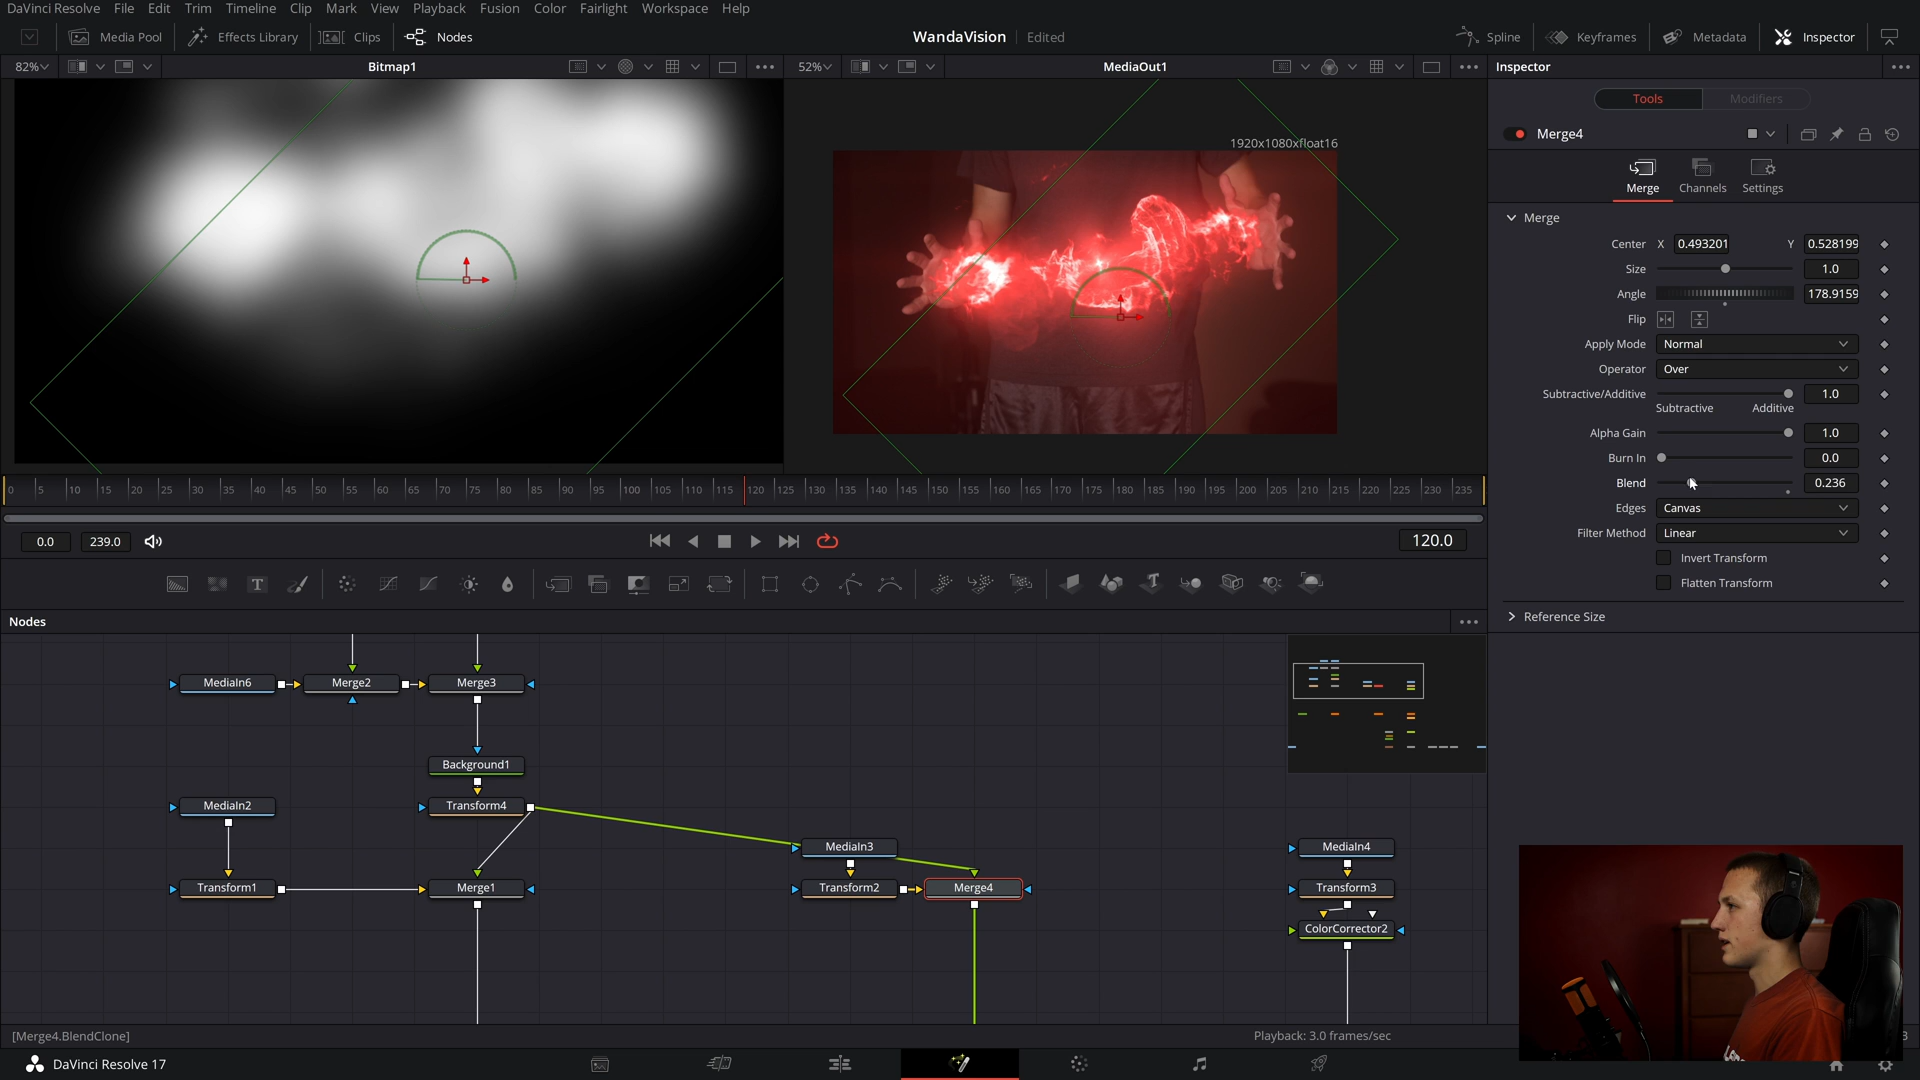 DaVinci Resolve File Edit Trim Timeline Clip Mark View Playback Fusion Color Fairlight Workspace Help
Media Pool Effects Library Clips Nodes WandaVision Edited Spline Keyframes Metadata Inspector
82% Bitmap1 52% MediaOut1 Inspector
Tools Modifiers
Merge4
1920x1080xfloat16
Merge Channels Settings
Merge
Center X 0.493201 Y 0.528199
Size 1.0
Angle 178.9159
Flip
Apply Mode Normal
Operator Over
Subtractive/Additive 1.0
Subtractive Additive
Alpha Gain 1.0
Burn In 0.0
Blend 0.236
Edges Canvas
Filter Method Linear
Invert Transform
Flatten Transform
Reference Size
0 5 10 15 20 25 30 35 40 45 50 55 60 65 70 75 80 85 90 95 100 105 110 115 120 125 130 135 140 145 150 155 160 165 170 175 180 185 190 195 200 205 210 215 220 225 230 235
0.0 239.0 120.0
T T
Nodes
MediaIn6 Merge2 Merge3
Background1
MediaIn2 Transform4
MediaIn3 MediaIn4
Transform1 Merge1 Transform2 Merge4 Transform3
ColorCorrector2
[Merge4.BlendClone] Playback: 3.0 frames/sec
DaVinci Resolve 17